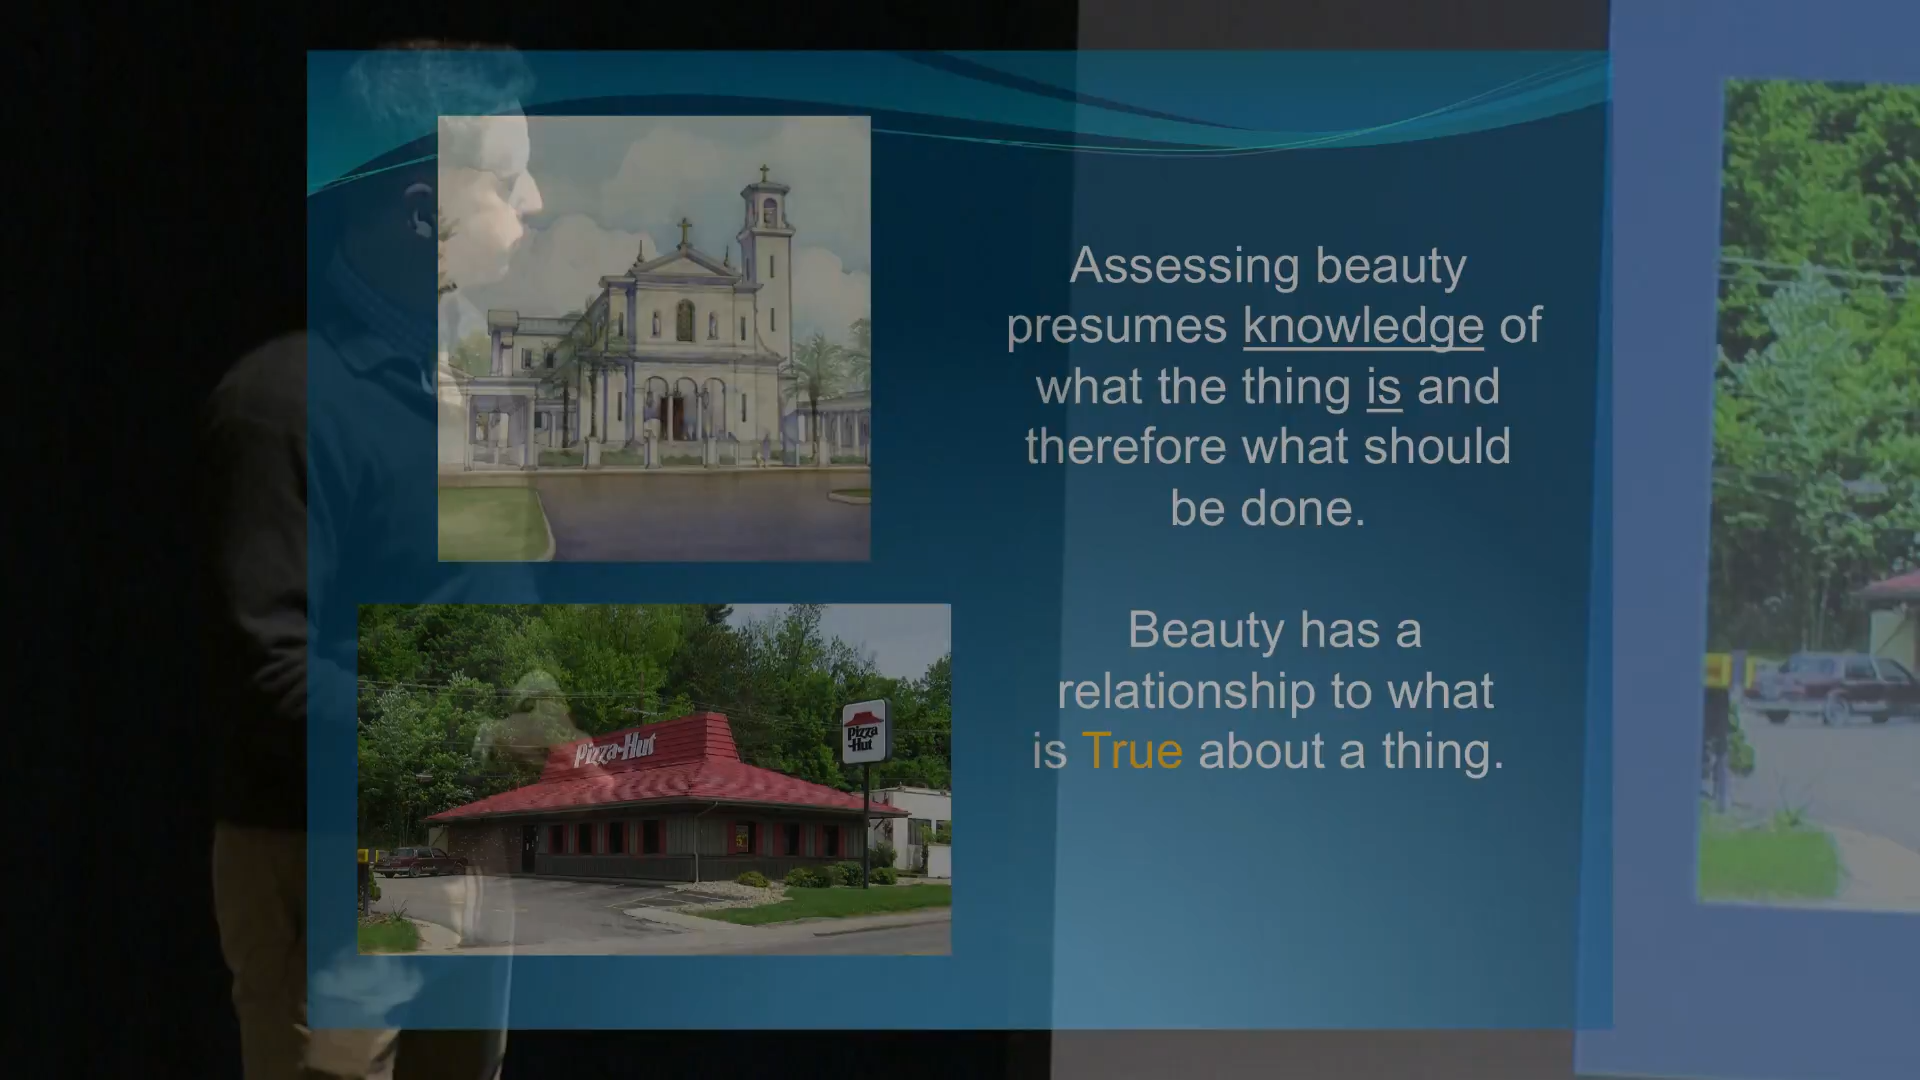 Assessing beauty
presumes knowledge of
what the thing is and
therefore what should
be done.
Beauty has a
relationship to what
is True about a thing.
Pizza-Hut
Pizza
-Hut